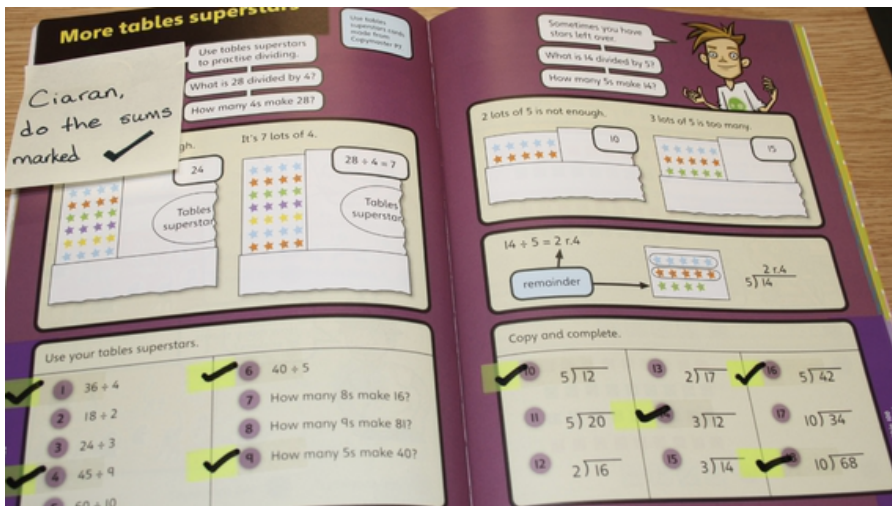 More tables superstars
Ciaran,
do the sums
marked ✓
Use tables superstars
to practise dividing.
What is 28 divided by 4?
How many 4s make 28?
Use tables
superstars cards
made from
Copymaster
It's 7 lots of 4.
24
28 ÷ 4 = 7
Tables
superstar
Tables
superstar
Use your tables superstars.
1 36 ÷ 4
2 18 ÷ 2
3 24 ÷ 3
4 45 ÷ 9
60 ÷ 10
6 40 ÷ 5
7 How many 8s make 16?
8 How many 9s make 81?
9 How many 5s make 40?
Sometimes you have
stars left over.
What is 14 divided by 5?
How many 5s make 14?
2 lots of 5 is not enough.
10
3 lots of 5 is too many.
15
14 ÷ 5 = 2 r.4
remainder
2 r.4
5)14
Copy and complete.
10 5)12
11 5)20
12 2)16
13 2)17
3)12
15 3)14
16 5)42
17 10)34
10)68